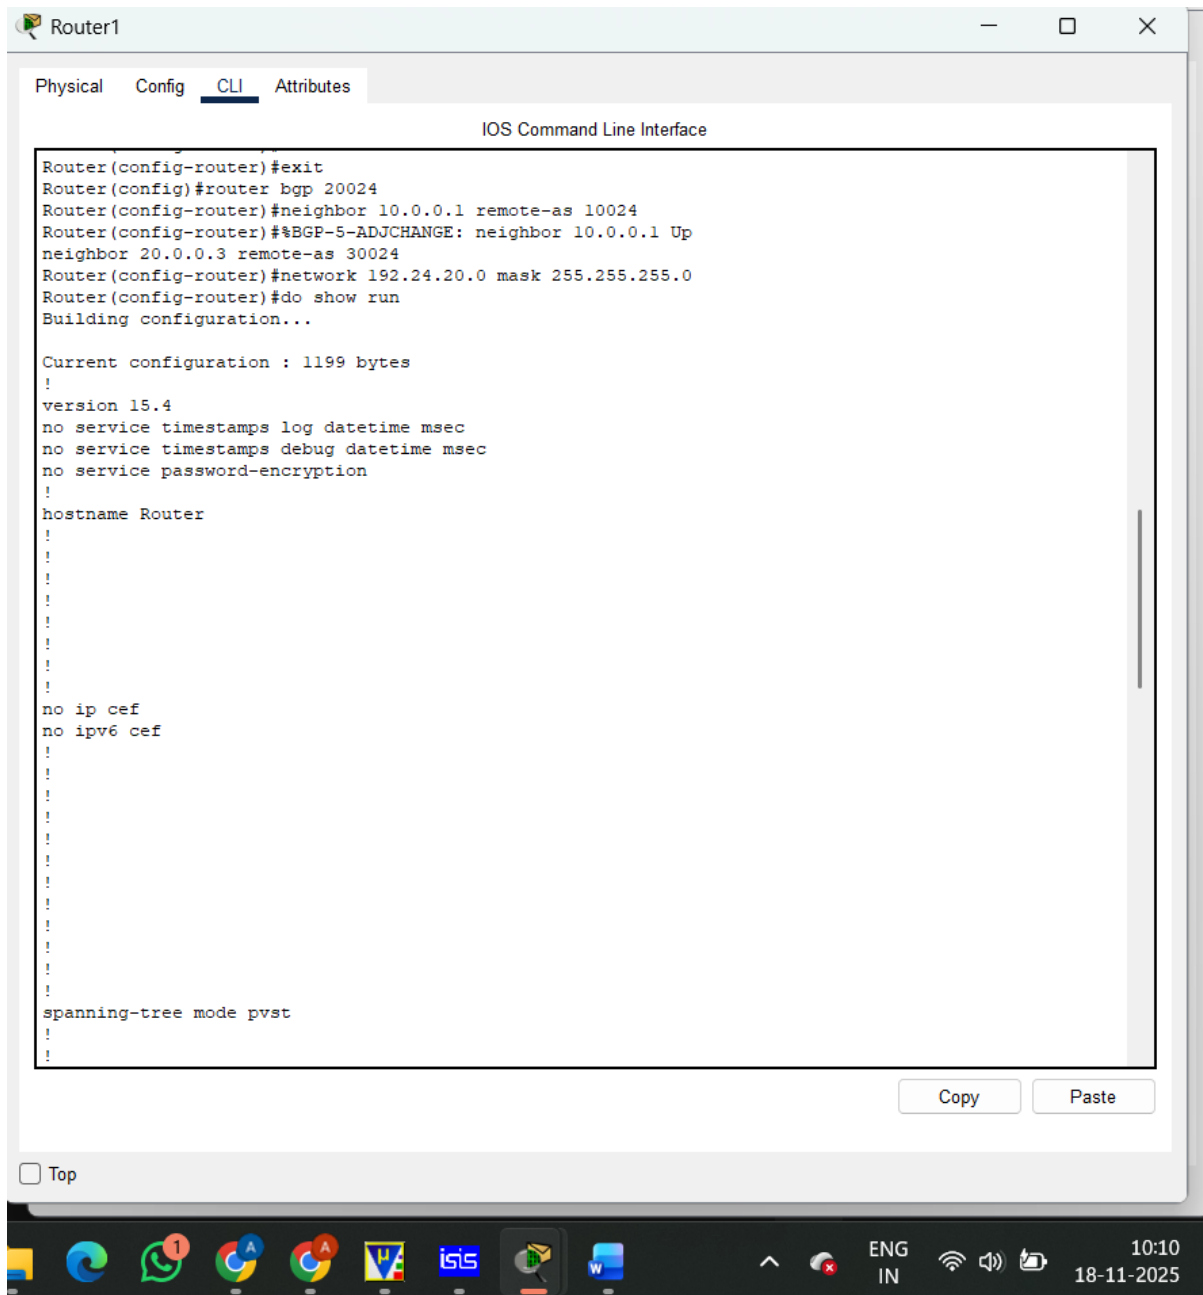 Router1
Physical Config CLI Attributes
IOS Command Line Interface
Router(config-router)#exit
Router(config)#router bgp 20024
Router(config-router)#neighbor 10.0.0.1 remote-as 10024
Router(config-router)#%BGP-5-ADJCHANGE: neighbor 10.0.0.1 Up
neighbor 20.0.0.3 remote-as 30024
Router(config-router)#network 192.24.20.0 mask 255.255.255.0
Router(config-router)#do show run
Building configuration...
Current configuration : 1199 bytes
!
version 15.4
no service timestamps log datetime msec
no service timestamps debug datetime msec
no service password-encryption
!
hostname Router
!
!
!
!
!
!
!
!
no ip cef
no ipv6 cef
!
!
!
!
!
!
!
!
!
!
!
!
spanning-tree mode pvst
!
!
Copy Paste
Top
1 A A µ isis W ENG 10:10
IN 18-11-2025